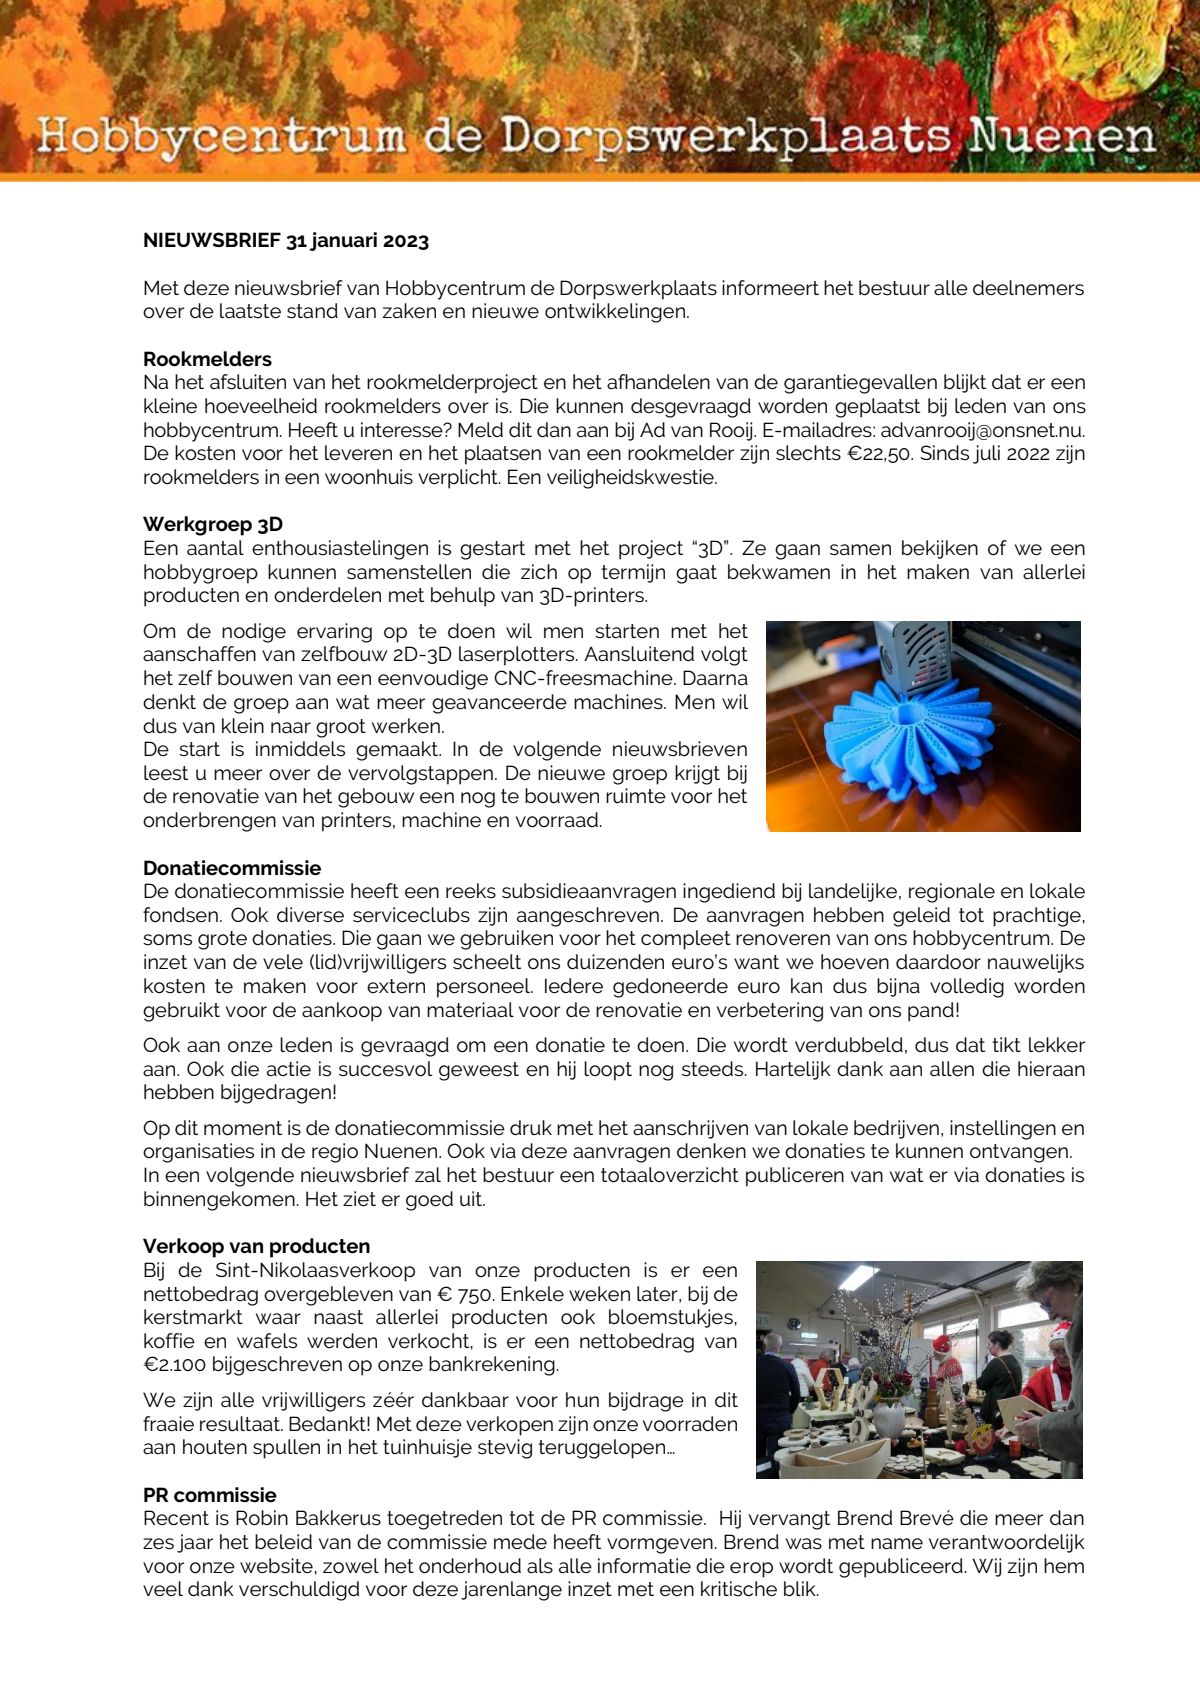 Hobbycentrum de Dorpswerkplaats Nuenen
NIEUWSBRIEF 31 januari 2023
Met deze nieuwsbrief van Hobbycentrum de Dorpswerkplaats informeert het bestuur alle deelnemers
over de laatste stand van zaken en nieuwe ontwikkelingen.
Rookmelders
Na het afsluiten van het rookmelderproject en het afhandelen van de garantiegevallen blijkt dat er een
kleine hoeveelheid rookmelders over is. Die kunnen desgevraagd worden geplaatst bij leden van ons
hobbycentrum. Heeft u interesse? Meld dit dan aan bij Ad van Rooij. E-mailadres: advanrooij@onsnet.nu.
De kosten voor het leveren en het plaatsen van een rookmelder zijn slechts €22,50. Sinds juli 2022 zijn
rookmelders in een woonhuis verplicht. Een veiligheidskwestie.
Werkgroep 3D
Een aantal enthousiastelingen is gestart met het project “3D”. Ze gaan samen bekijken of we een
hobbygroep kunnen samenstellen die zich op termijn gaat bekwamen in het maken van allerlei
producten en onderdelen met behulp van 3D-printers.
Om de nodige ervaring op te doen wil men starten met het
aanschaffen van zelfbouw 2D-3D laserplotters. Aansluitend volgt
het zelf bouwen van een eenvoudige CNC-freesmachine. Daarna
denkt de groep aan wat meer geavanceerde machines. Men wil
dus van klein naar groot werken.
De start is inmiddels gemaakt. In de volgende nieuwsbrieven
leest u meer over de vervolgstappen. De nieuwe groep krijgt bij
de renovatie van het gebouw een nog te bouwen ruimte voor het
onderbrengen van printers, machine en voorraad.
Donatiecommissie
De donatiecommissie heeft een reeks subsidieaanvragen ingediend bij landelijke, regionale en lokale
fondsen. Ook diverse serviceclubs zijn aangeschreven. De aanvragen hebben geleid tot prachtige,
soms grote donaties. Die gaan we gebruiken voor het compleet renoveren van ons hobbycentrum. De
inzet van de vele (lid)vrijwilligers scheelt ons duizenden euro’s want we hoeven daardoor nauwelijks
kosten te maken voor extern personeel. Iedere gedoneerde euro kan dus bijna volledig worden
gebruikt voor de aankoop van materiaal voor de renovatie en verbetering van ons pand!
Ook aan onze leden is gevraagd om een donatie te doen. Die wordt verdubbeld, dus dat tikt lekker
aan. Ook die actie is succesvol geweest en hij loopt nog steeds. Hartelijk dank aan allen die hieraan
hebben bijgedragen!
Op dit moment is de donatiecommissie druk met het aanschrijven van lokale bedrijven, instellingen en
organisaties in de regio Nuenen. Ook via deze aanvragen denken we donaties te kunnen ontvangen.
In een volgende nieuwsbrief zal het bestuur een totaaloverzicht publiceren van wat er via donaties is
binnengekomen. Het ziet er goed uit.
Verkoop van producten
Bij de Sint-Nikolaasverkoop van onze producten is er een
nettobedrag overgebleven van € 750. Enkele weken later, bij de
kerstmarkt waar naast allerlei producten ook bloemstukjes,
koffie en wafels werden verkocht, is er een nettobedrag van
€2.100 bijgeschreven op onze bankrekening.
We zijn alle vrijwilligers zéér dankbaar voor hun bijdrage in dit
fraaie resultaat. Bedankt! Met deze verkopen zijn onze voorraden
aan houten spullen in het tuinhuisje stevig teruggelopen…
PR commissie
Recent is Robin Bakkerus toegetreden tot de PR commissie. Hij vervangt Brend Brevé die meer dan
zes jaar het beleid van de commissie mede heeft vormgeven. Brend was met name verantwoordelijk
voor onze website, zowel het onderhoud als alle informatie die erop wordt gepubliceerd. Wij zijn hem
veel dank verschuldigd voor deze jarenlange inzet met een kritische blik.